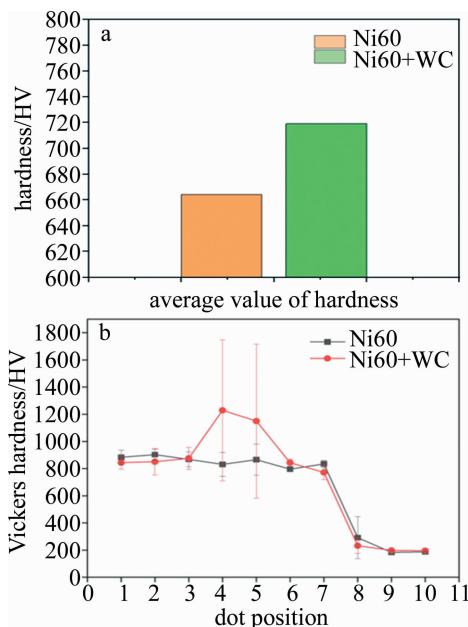 a
Ni60
Ni60+WC
800
780
760
740
720
700
680
660
640
620
600
hardness/HV
average value of hardness
b
Ni60
Ni60+WC
1800
1600
1400
1200
1000
800
600
400
200
0
Vickers hardness/HV
0 1 2 3 4 5 6 7 8 9 10 11
dot position